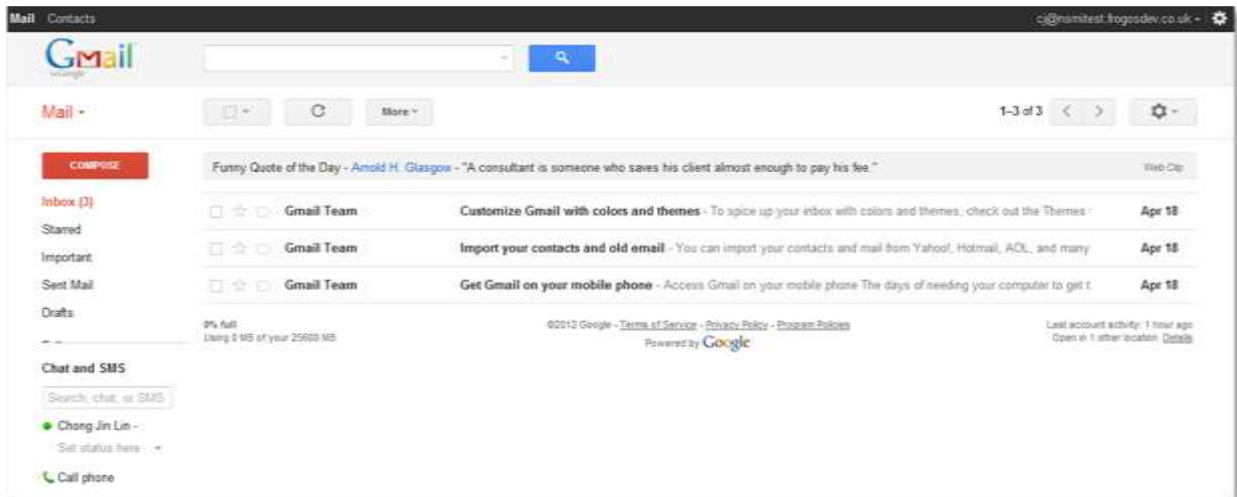 Mail Contacts cj@nsmitest.frogosdev.co.uk
Gmail
by Google
Mail More 1–3 of 3
COMPOSE
Funny Quote of the Day - Arnold H. Glasgow - "A consultant is someone who saves his client almost enough to pay his fee." Web Clip
Inbox (3)
Gmail Team Customize Gmail with colors and themes - To spice up your inbox with colors and themes, check out the Themes
Apr 18
Starred
Gmail Team Import your contacts and old email - You can import your contacts and mail from Yahoo!, Hotmail, AOL, and many Apr 18
Important
Sent Mail
Gmail Team Get Gmail on your mobile phone - Access Gmail on your mobile phone The days of needing your computer to get t Apr 18
Drafts
0% full
Using 0 MB of your 25600 MB
©2012 Google - Terms of Service - Privacy Policy - Program Policies
Powered by Google
Last account activity: 1 hour ago
Open in 1 other location Details
Chat and SMS
Search, chat, or SMS
Chong Jin Lin
Set status here
Call phone